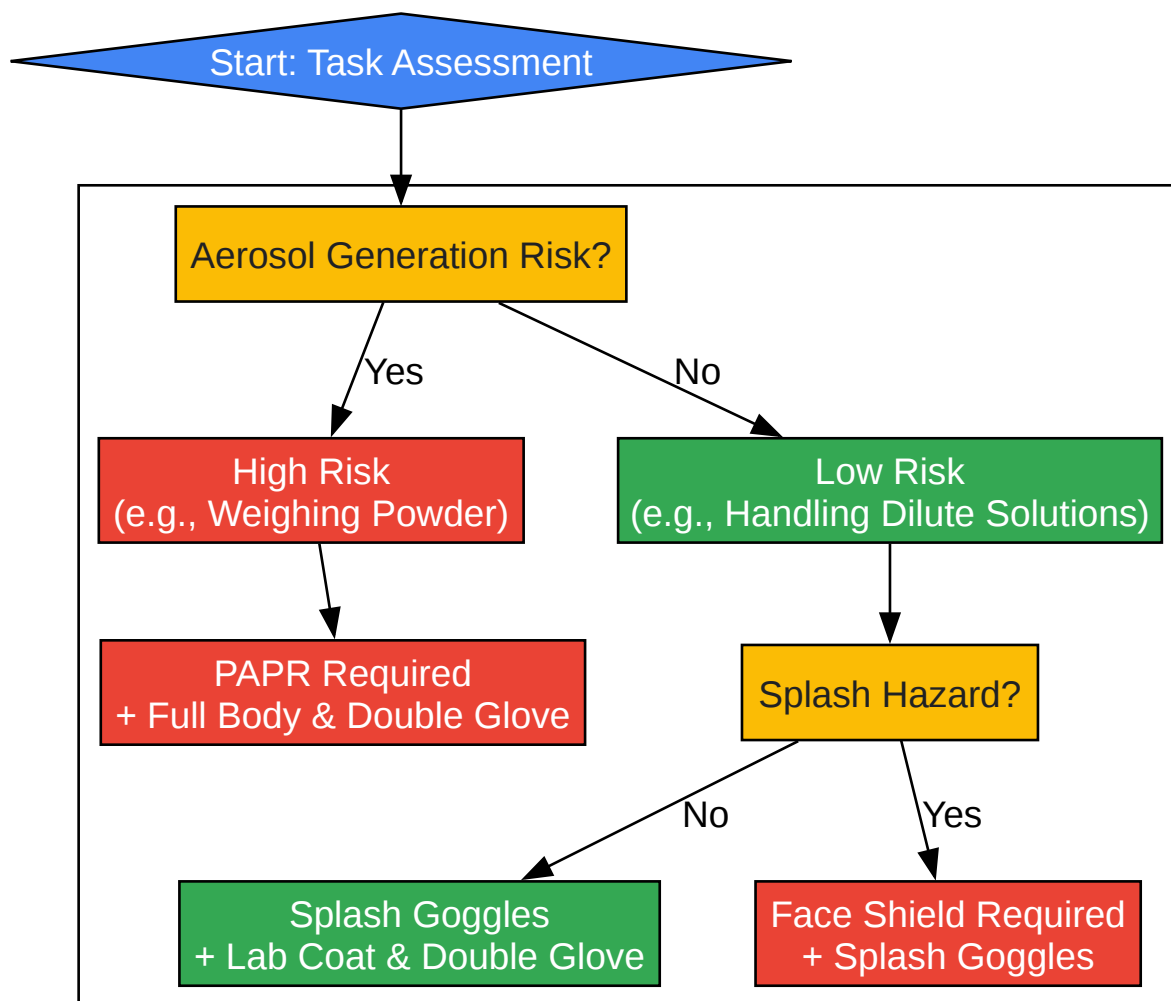 Start: Task Assessment
Aerosol Generation Risk?
Yes
No
High Risk
(e.g., Weighing Powder)
Low Risk
(e.g., Handling Dilute Solutions)
PAPR Required
+ Full Body & Double Glove
Splash Hazard?
No
Yes
Splash Goggles
+ Lab Coat & Double Glove
Face Shield Required
+ Splash Goggles